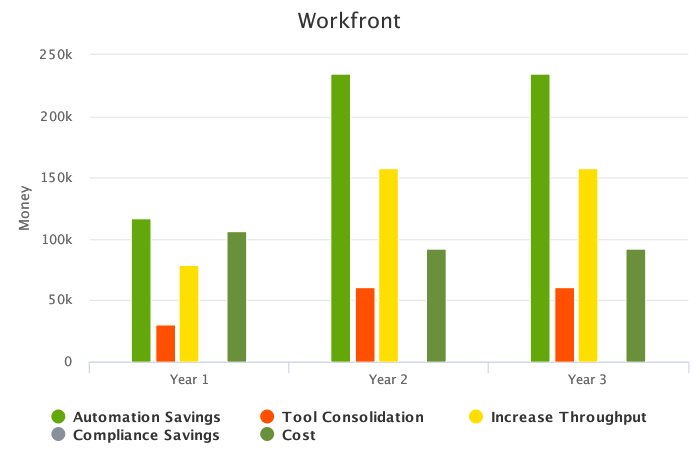 Workfront
250k
200k
150k
100k
50k
0
Money
Year 1
Year 2
Year 3
Automation Savings
Tool Consolidation
Increase Throughput
Compliance Savings
Cost